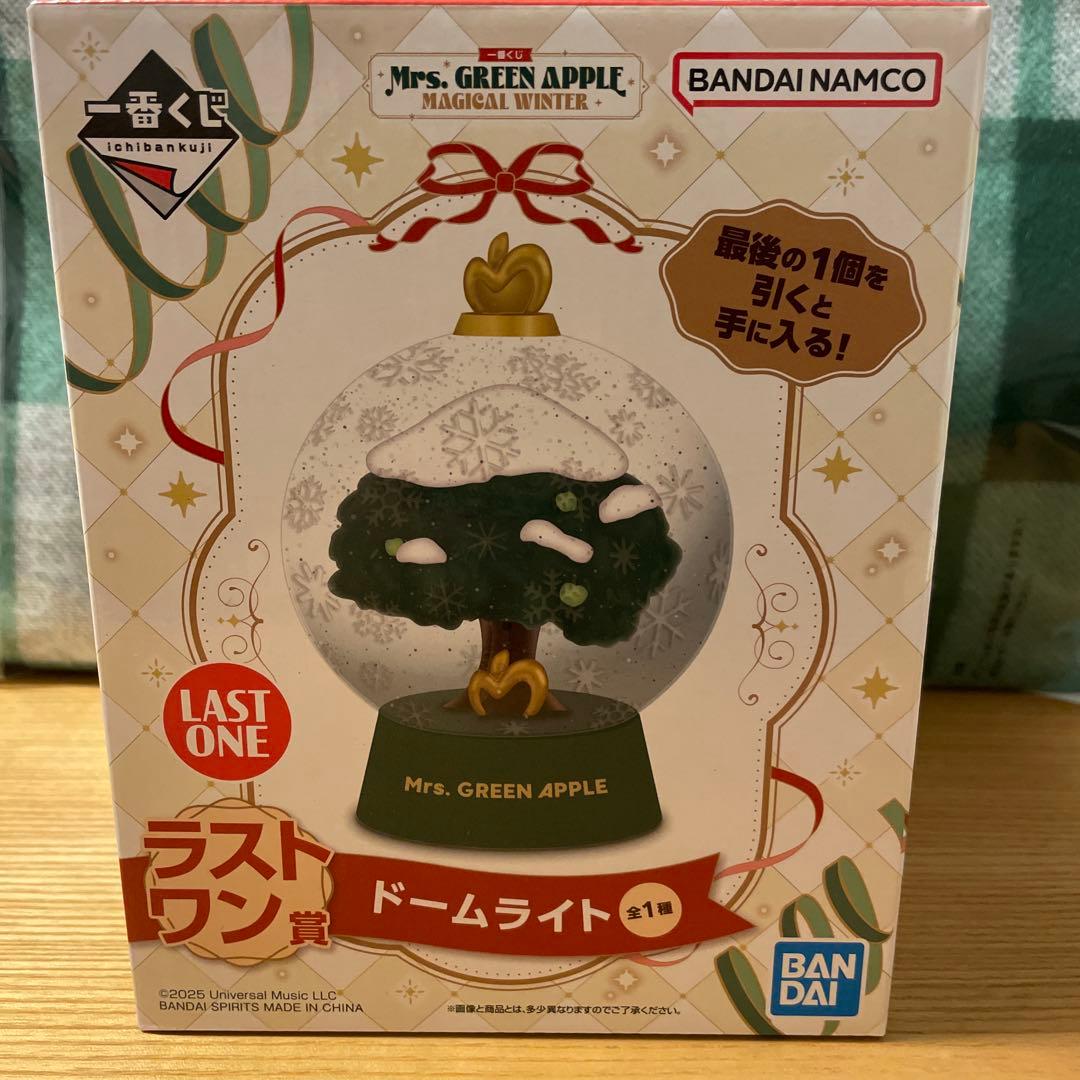 一番くじ
ichibankuji
一番くじ
Mrs. GREEN APPLE
MAGICAL WINTER
BANDAI NAMCO
最後の1個を
引くと
手に入る!
Mrs. GREEN APPLE
LAST
ONE
ラスト
ワン賞
ドームライト 全1種
BAN
DAI
©2025 Universal Music LLC
BANDAI SPIRITS MADE IN CHINA
※画像と商品とは、多少異なりますのでご了承ください。